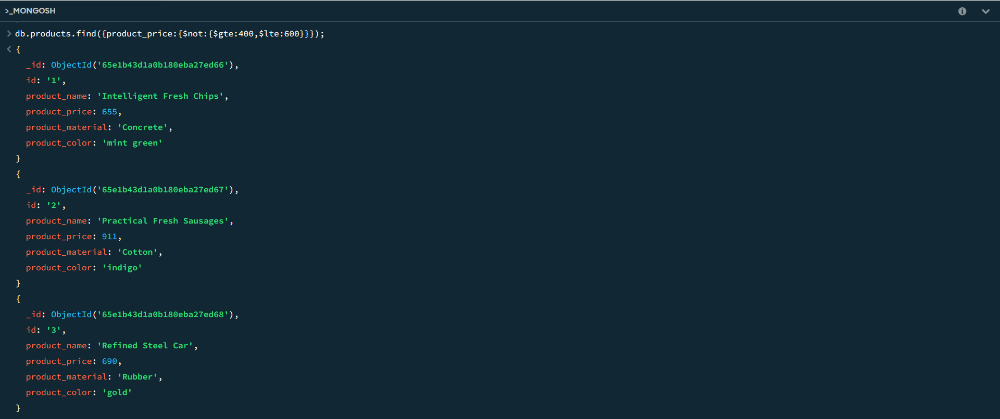 >_MONGOSH
> db.products.find({product_price:{$not:{$gte:400,$lte:600}}});
< {
_id: ObjectId('65e1b43d1a0b180eba27ed66'),
id: '1',
product_name: 'Intelligent Fresh Chips',
product_price: 655,
product_material: 'Concrete',
product_color: 'mint green'
}
{
_id: ObjectId('65e1b43d1a0b180eba27ed67'),
id: '2',
product_name: 'Practical Fresh Sausages',
product_price: 911,
product_material: 'Cotton',
product_color: 'indigo'
}
{
_id: ObjectId('65e1b43d1a0b180eba27ed68'),
id: '3',
product_name: 'Refined Steel Car',
product_price: 690,
product_material: 'Rubber',
product_color: 'gold'
}